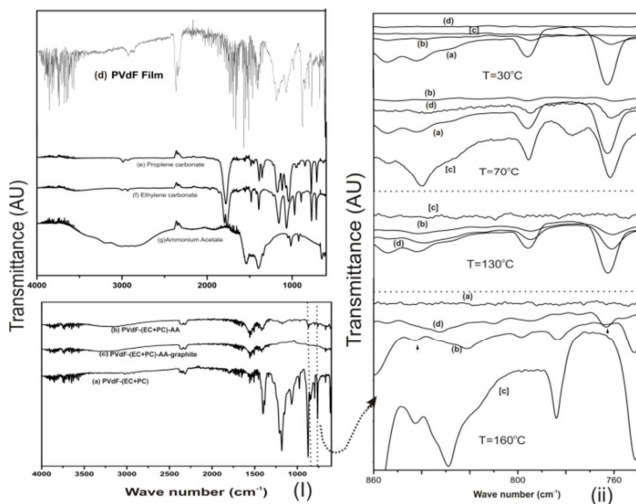 (d) PVdF Film
(e) Proplene carbonate
(f) Ethylene carbonate
(g)Ammonium Acetate
4000 3000 2000 1000
Transmittance (AU)
(b) PVdF-(EC+PC)-AA
(c) PVdF-(EC+PC)-AA-graphite
(a) PVdF-(EC+PC)
4000 3500 3000 2500 2000 1500 1000
Wave number (cm-1)
(I)
Transmittance (AU)
(d)
[c]
(b)
(a)
T=30°C
(b)
(d)
(a)
[c]
T=70°C
[c]
(b)
(d)
T=130°C
(a)
(d)
(b)
[c]
T=160°C
860 800 760
Wave number (cm-1)
(ii)